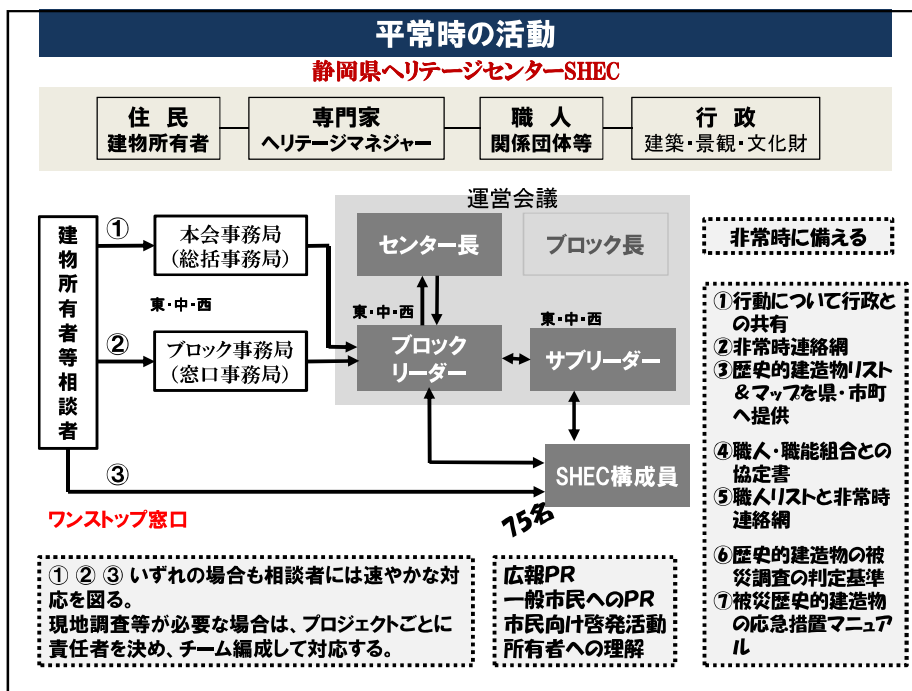 平常時の活動
静岡県ヘリテージセンターSHEC
住 民
建物所有者
専門家
ヘリテージマネジャー
職 人
関係団体等
行 政
建築・景観・文化財
運営会議
建物所有者等相談者
①
本会事務局
(総括事務局)
センター長
ブロック長
東・中・西
東・中・西
東・中・西
②
ブロック事務局
(窓口事務局)
ブロック
リーダー
サブリーダー
③
SHEC構成員
75名
ワンストップ窓口
非常時に備える
①行動について行政と
の共有
②非常時連絡網
③歴史的建造物リスト
&マップを県・市町
へ提供
④職人・職能組合との
協定書
⑤職人リストと非常時
連絡網
⑥歴史的建造物の被
災調査の判定基準
⑦被災歴史的建造物
の応急措置マニュア
ル
① ② ③ いずれの場合も相談者には速やかな対
応を図る。
現地調査等が必要な場合は、プロジェクトごとに
責任者を決め、チーム編成して対応する。
広報PR
一般市民へのPR
市民向け啓発活動
所有者への理解